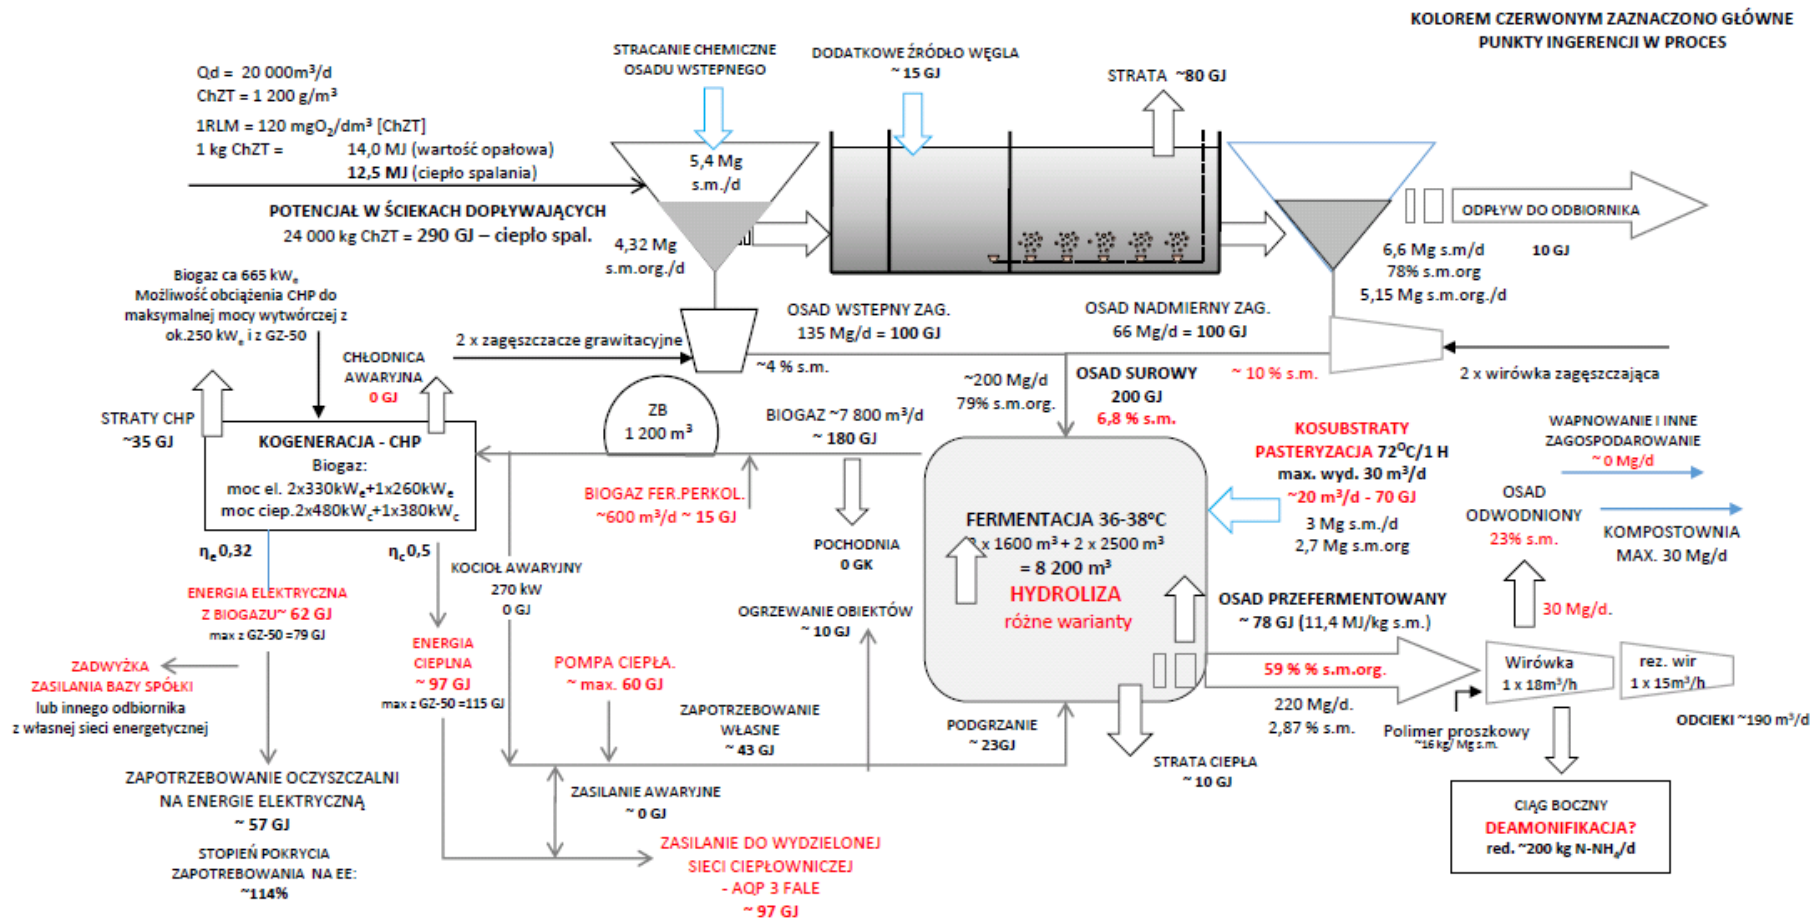 KOLOREM CZERWONYM ZAZNACZONO GŁÓWNE
PUNKTY INGERENCJI W PROCES
Qd = 20 000m³/d
ChZT = 1 200 g/m³
1RLM = 120 mgO₂/dm³ [ChZT]
1 kg ChZT = 14,0 MJ (wartość opałowa)
12,5 MJ (ciepło spalania)
POTENCJAŁ W ŚCIEKACH DOPŁYWAJĄCYCH
24 000 kg ChZT = 290 GJ – ciepło spal.
STRACANIE CHEMICZNE
OSADU WSTEPNEGO
DODATKOWE ŹRÓDŁO WĘGLA
~ 15 GJ
STRATA ~80 GJ
5,4 Mg
s.m./d
4,32 Mg
s.m.org./d
ODPŁYW DO ODBIORNIKA
10 GJ
6,6 Mg s.m/d
78% s.m.org
5,15 Mg s.m.org./d
Biogaz ca 665 kWₑ
Możliwość obciążenia CHP do
maksymalnej mocy wytwórczej z
ok.250 kWₑ i z GZ-50
CHŁODNICA
AWARYJNA
0 GJ
2 x zagęszczacze grawitacyjne
OSAD WSTEPNY ZAG.
135 Mg/d = 100 GJ
~4 % s.m.
OSAD NADMIERNY ZAG.
66 Mg/d = 100 GJ
~ 10 % s.m.
2 x wirówka zagęszczająca
~200 Mg/d
79% s.m.org.
OSAD SUROWY
200 GJ
6,8 % s.m.
STRATY CHP
~35 GJ
KOGENERACJA - CHP
Biogaz:
moc el. 2x330kWₑ+1x260kWₑ
moc ciep.2x480kW꜀+1x380kW꜀
ZB
1 200 m³
BIOGAZ ~7 800 m³/d
~ 180 GJ
BIOGAZ FER.PERKOL.
~600 m³/d ~ 15 GJ
POCHODNIA
0 GK
KOSUBSTRATY
PASTERYZACJA 72⁰C/1 H
max. wyd. 30 m³/d
~20 m³/d - 70 GJ
3 Mg s.m./d
2,7 Mg s.m.org
WAPNOWANIE I INNE
ZAGOSPODAROWANIE
~ 0 Mg/d
OSAD
ODWODNIONY
23% s.m.
KOMPOSTOWNIA
MAX. 30 Mg/d
30 Mg/d.
FERMENTACJA 36-38°C
x 1600 m³ + 2 x 2500 m³
= 8 200 m³
HYDROLIZA
różne warianty
ηₑ 0,32
η꜀ 0,5
KOCIOŁ AWARYJNY
270 kW
0 GJ
ENERGIA ELEKTRYCZNA
Z BIOGAZU~ 62 GJ
max z GZ-50 =79 GJ
ZADWYŻKA
ZASILANIA BAZY SPÓŁKI
lub innego odbiornika
z własnej sieci energetycznej
ENERGIA
CIEPLNA
~ 97 GJ
max z GZ-50 =115 GJ
POMPA CIEPŁA.
~ max. 60 GJ
OGRZEWANIE OBIEKTÓW
~ 10 GJ
ZAPOTRZEBOWANIE
WŁASNE
~ 43 GJ
PODGRZANIE
~ 23GJ
STRATA CIEPŁA
~ 10 GJ
OSAD PRZEFERMENTOWANY
~ 78 GJ (11,4 MJ/kg s.m.)
59 % % s.m.org.
220 Mg/d.
2,87 % s.m.
Wirówka
1 x 18m³/h
rez. wir
1 x 15m³/h
Polimer proszkowy
~16 kg/ Mg s.m.
ODCIEKI ~190 m³/d
CIĄG BOCZNY
DEAMONIFIKACJA?
red. ~200 kg N-NH₄/d
ZAPOTRZEBOWANIE OCZYSZCZALNI
NA ENERGIE ELEKTRYCZNĄ
~ 57 GJ
STOPIEŃ POKRYCIA
ZAPOTREBOWANIA NA EE:
~114%
ZASILANIE AWARYJNE
~ 0 GJ
ZASILANIE DO WYDZIELONEJ
SIECI CIEPŁOWNICZEJ
- AQP 3 FALE
~ 97 GJ